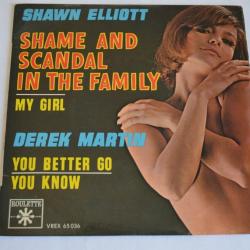 SHAWN ELLIOTT
SHAME AND
SCANDAL
IN THE FAMILY
MY GIRL
DEREK MARTIN
YOU BETTER GO
YOU KNOW
ROULETTE
VREX 65036